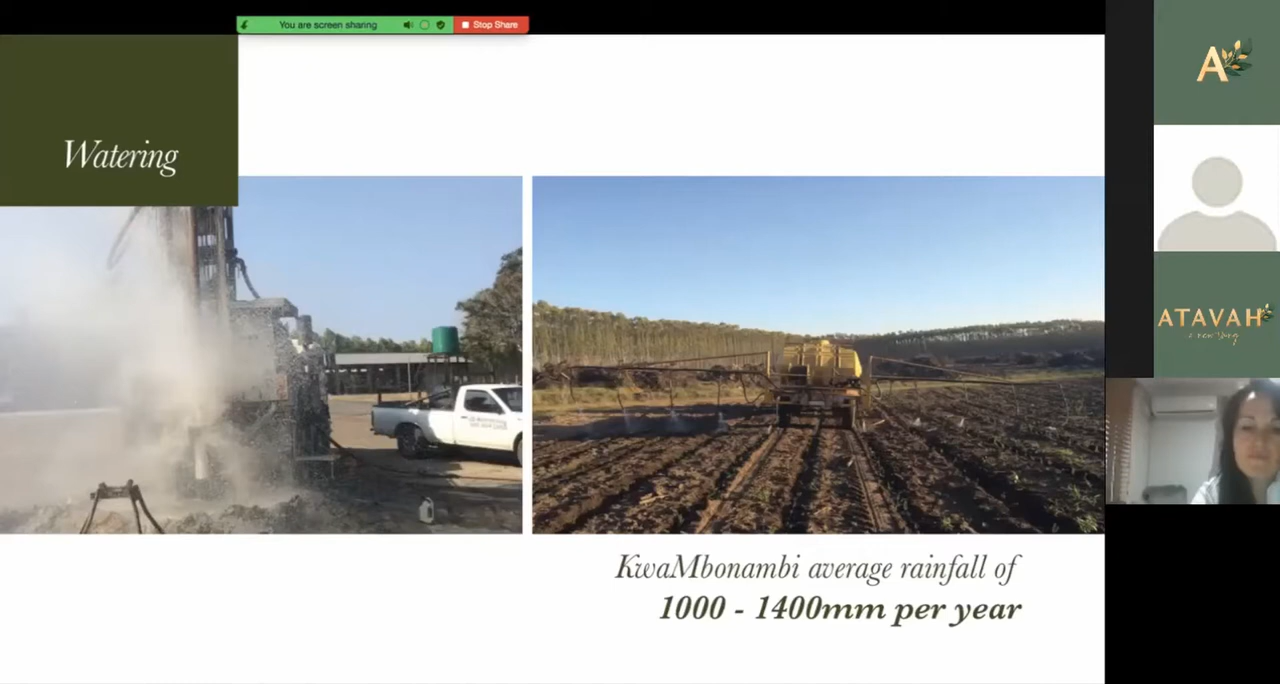 You are screen sharing
Stop Share
Watering
KwaMbonambi average rainfall of
1000 - 1400mm per year
A
ATAVAH